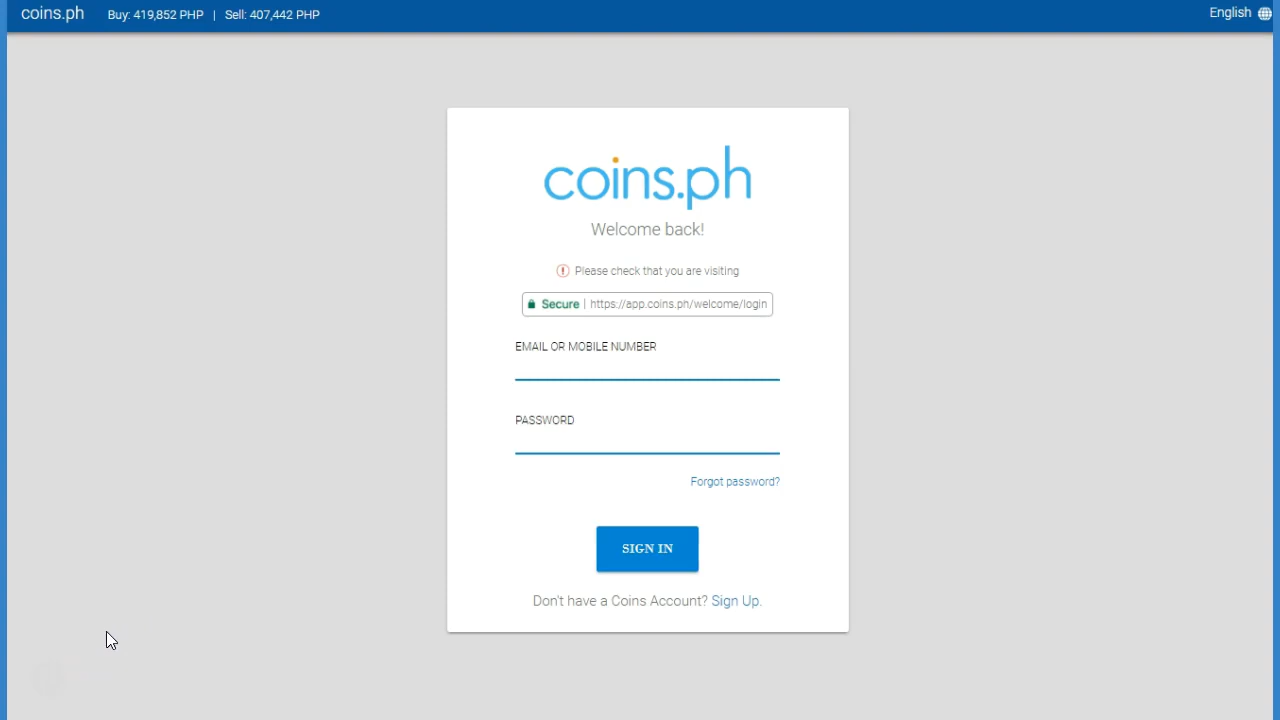 coins.ph Buy: 419,852 PHP | Sell: 407,442 PHP English
coins.ph
Welcome back!
Please check that you are visiting
Secure | https://app.coins.ph/welcome/login
EMAIL OR MOBILE NUMBER
PASSWORD
Forgot password?
SIGN IN
Don't have a Coins Account? Sign Up.